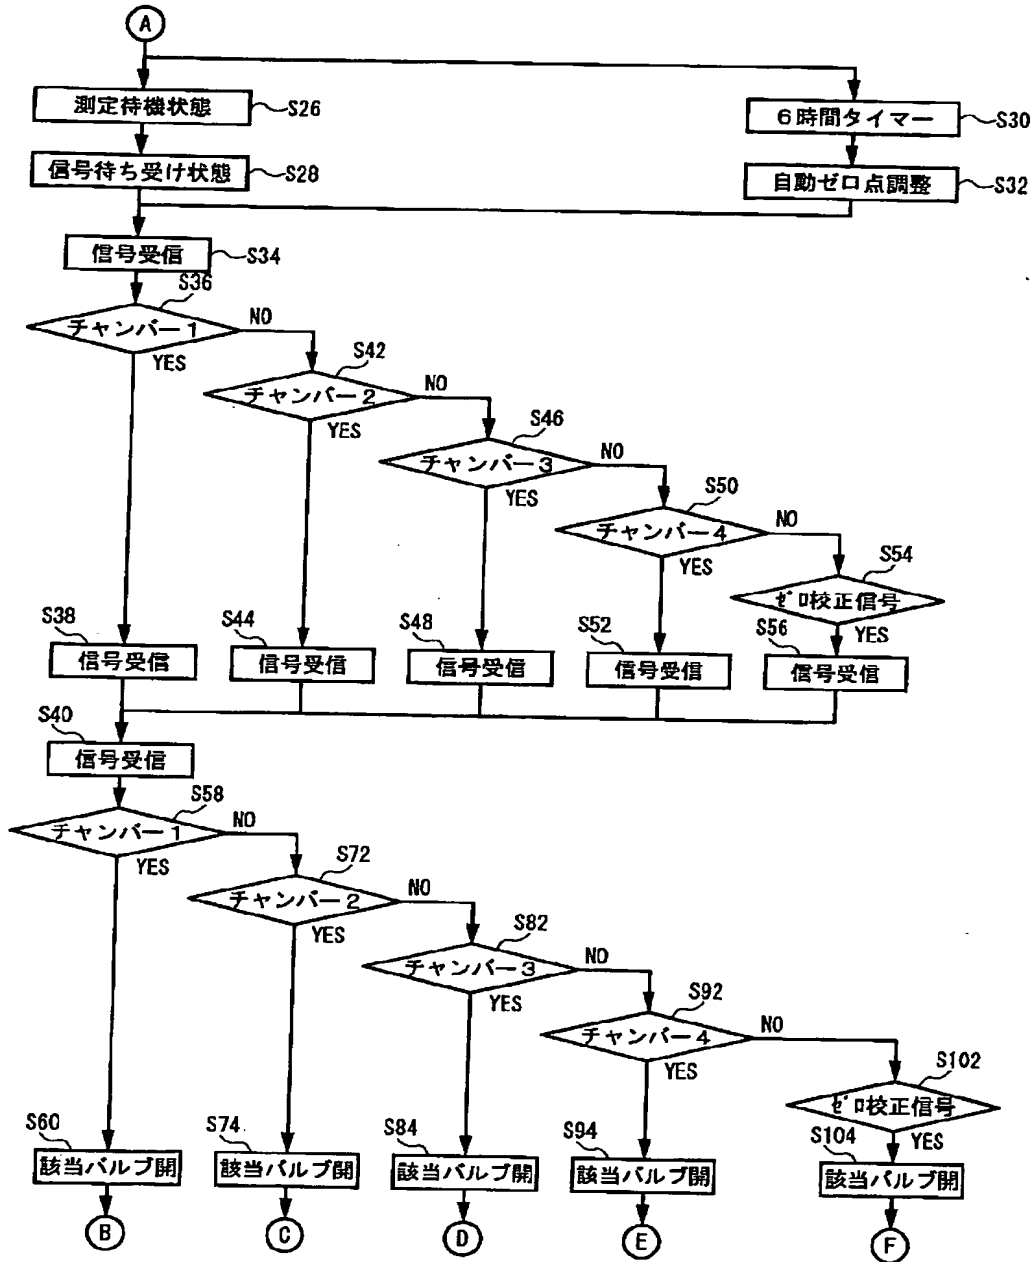 A
測定待機状態 S26
6時間タイマー S30
信号待ち受け状態 S28
自動ゼロ点調整 S32
信号受信 S34
S36
チャンバー1 NO
YES
S42
チャンバー2 NO
YES
S46
チャンバー3 NO
YES
S50
チャンバー4 NO
YES
S54
ゼロ校正信号
YES
S38
信号受信
S44
信号受信
S48
信号受信
S52
信号受信
S56
信号受信
S40
信号受信
S58
チャンバー1 NO
YES
S72
チャンバー2 NO
YES
S82
チャンバー3 NO
YES
S92
チャンバー4 NO
YES
S102
ゼロ校正信号
YES
S60
該当バルブ開
S74
該当バルブ開
S84
該当バルブ開
S94
該当バルブ開
S104
該当バルブ開
B
C
D
E
F